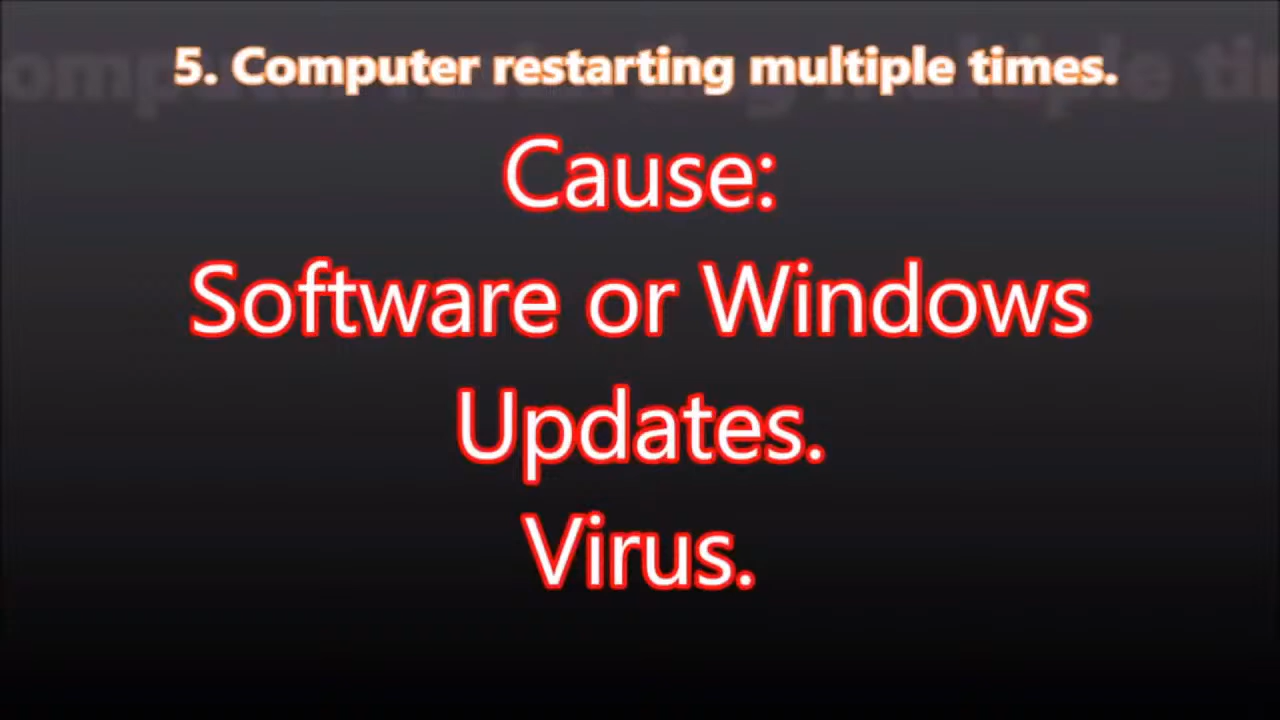 5. Computer restarting multiple times.
Cause:
Software or Windows
Updates.
Virus.